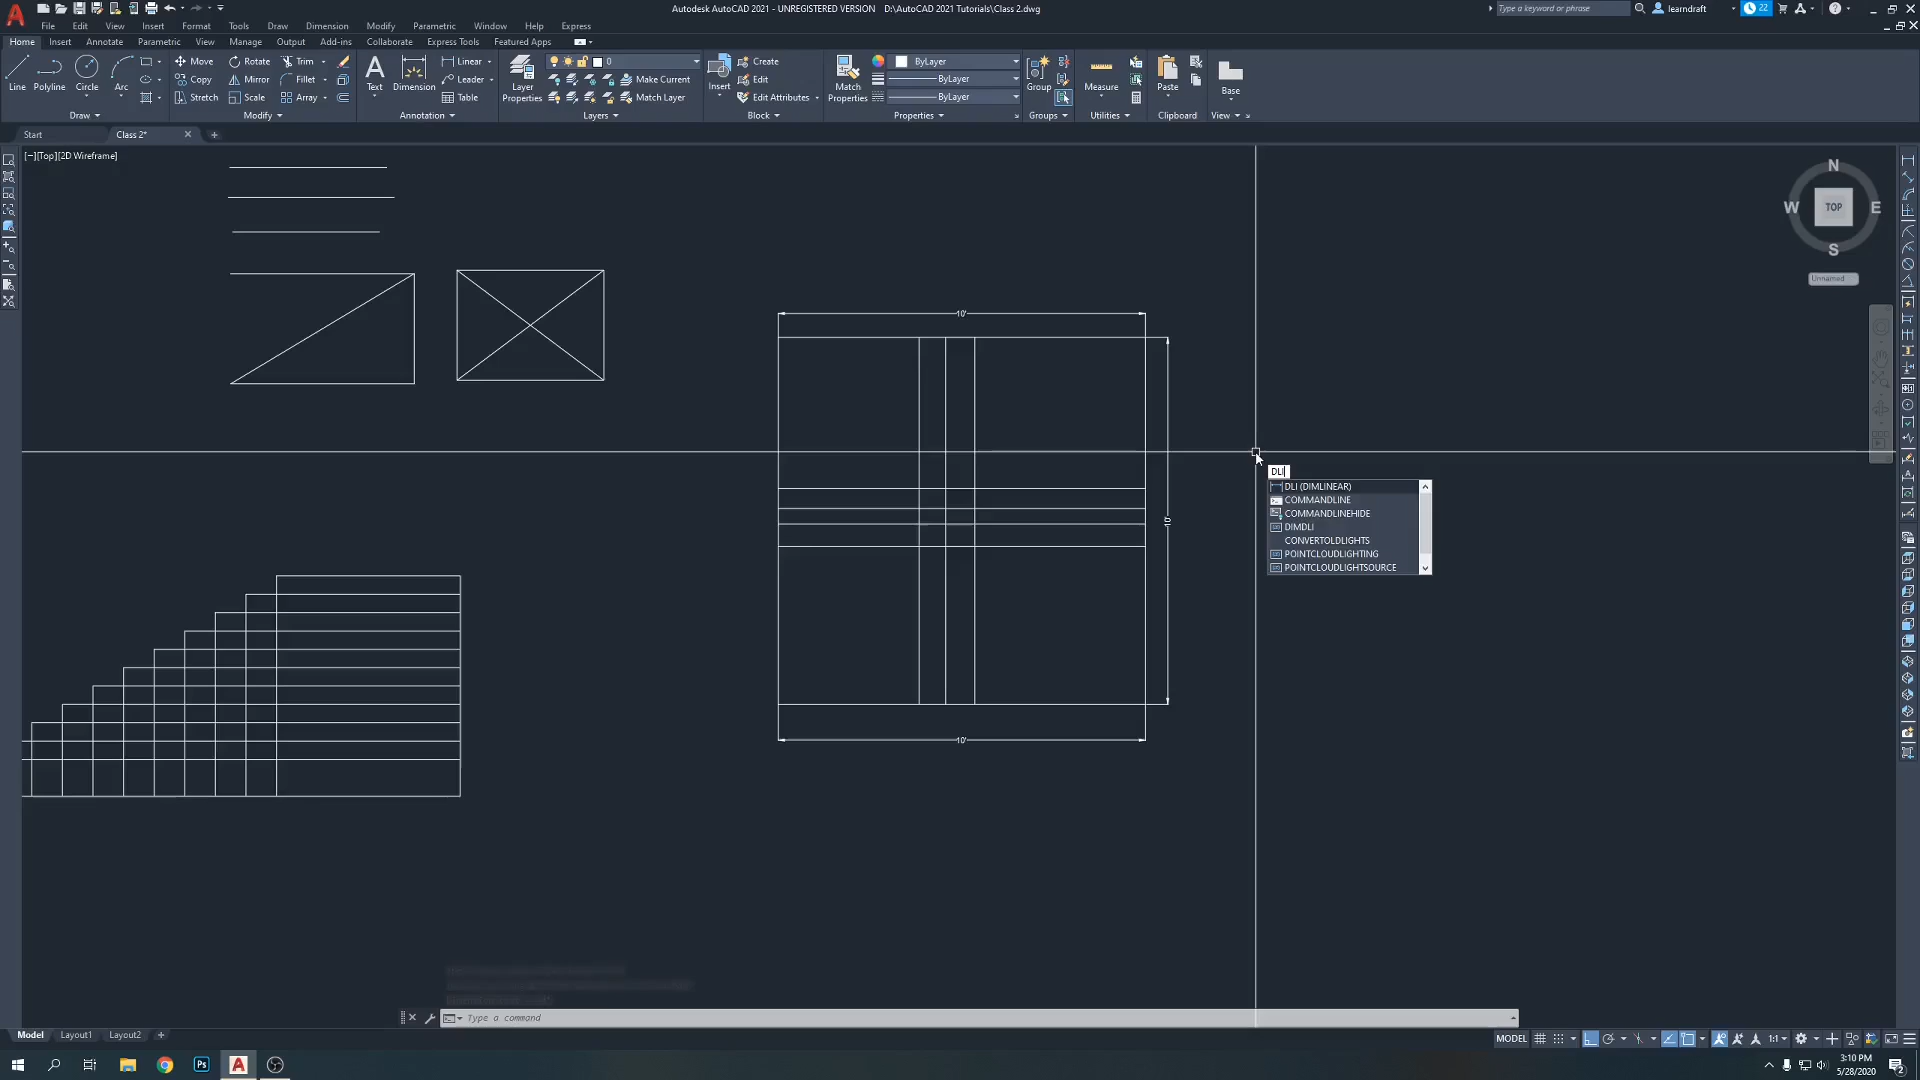 Autodesk AutoCAD 2021 - UNREGISTERED VERSION D:\AutoCAD 2021 Tutorials\Class 2.dwg
Type a keyword or phrase
learndraft
22
File Edit View Insert Format Tools Draw Dimension Modify Parametric Window Help Express
Home Insert Annotate Parametric View Manage Output Add-ins Collaborate Express Tools Featured Apps
Line Polyline Circle Arc
Move Rotate Trim
Copy Mirror Fillet
Stretch Scale Array
Text Dimension
Linear
Leader
Table
Layer Properties
0
Make Current
Match Layer
Insert
Create
Edit
Edit Attributes
Match Properties
ByLayer
ByLayer
ByLayer
Group
Measure
Paste
Base
Draw Modify Annotation Layers Block Properties Groups Utilities Clipboard View
Start Class 2*
[−][Top][2D Wireframe]
N
W TOP E
S
Unnamed
10'
10'
10'
DLI
DLI (DIMLINEAR)
COMMANDLINE
COMMANDLINEHIDE
DIMDLI
CONVERTOLDLIGHTS
POINTCLOUDLIGHTING
POINTCLOUDLIGHTSOURCE
Type a command
Model Layout1 Layout2
MODEL
1:1
3:10 PM
5/28/2020
2